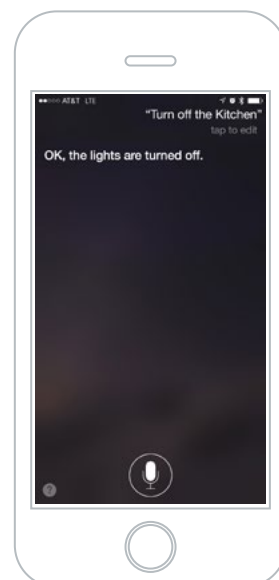 AT&T LTE
"Turn off the Kitchen"
tap to edit
OK, the lights are turned off.
?